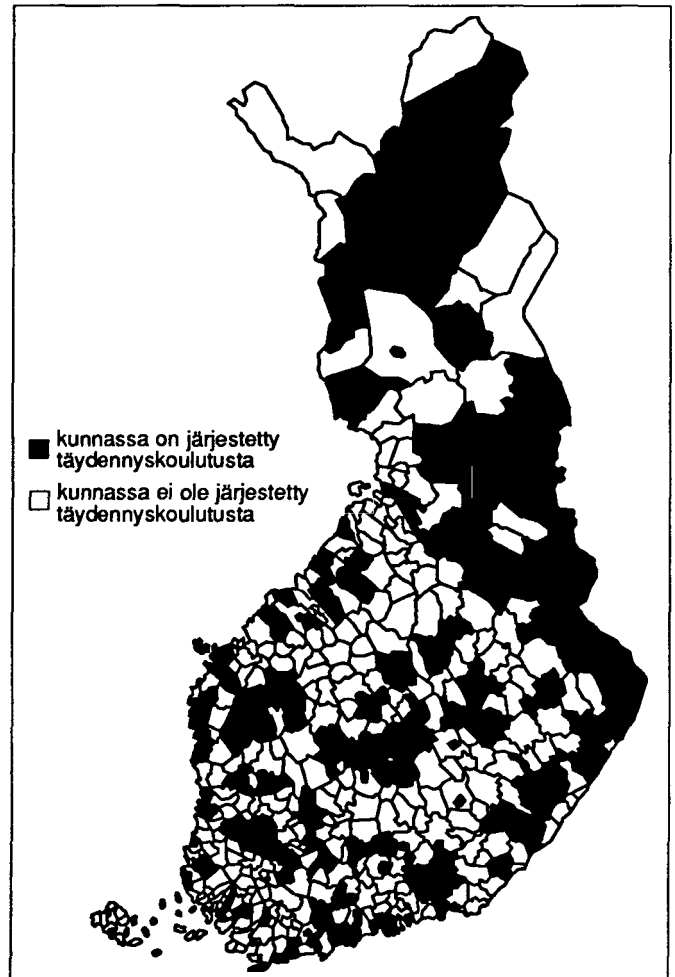 kunnassa on järjestetty
täydennyskoulutusta
kunnassa ei ole järjestetty
täydennyskoulutusta